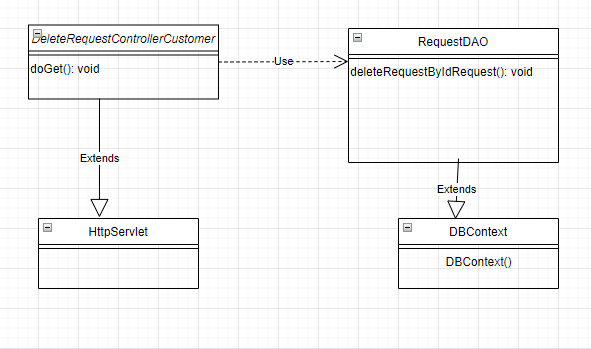 DeleteRequestControllerCustomer
doGet(): void
Use
RequestDAO
deleteRequestByIdRequest(): void
Extends
Extends
HttpServlet
DBContext
DBContext()